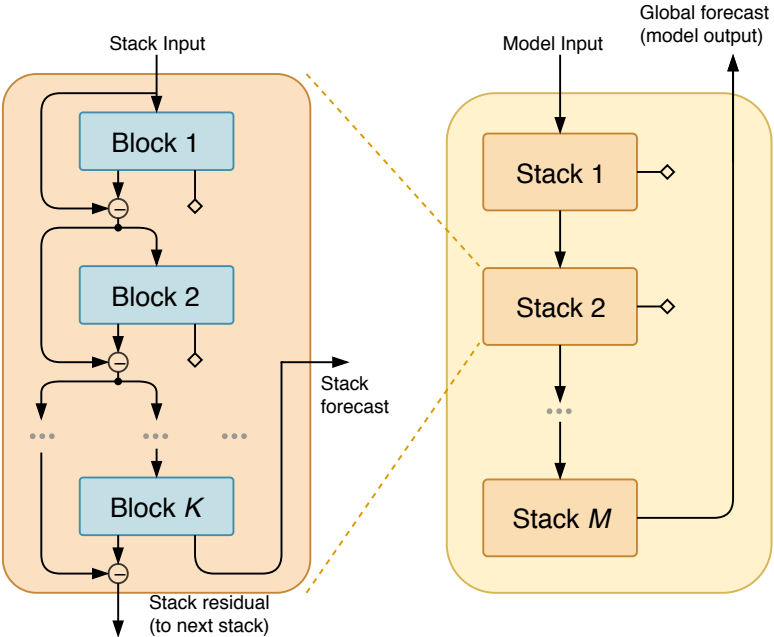 Stack Input
Block 1
−
Block 2
−
Stack
forecast
Block K
−
Stack residual
(to next stack)
Global forecast
(model output)
Model Input
Stack 1
Stack 2
Stack M